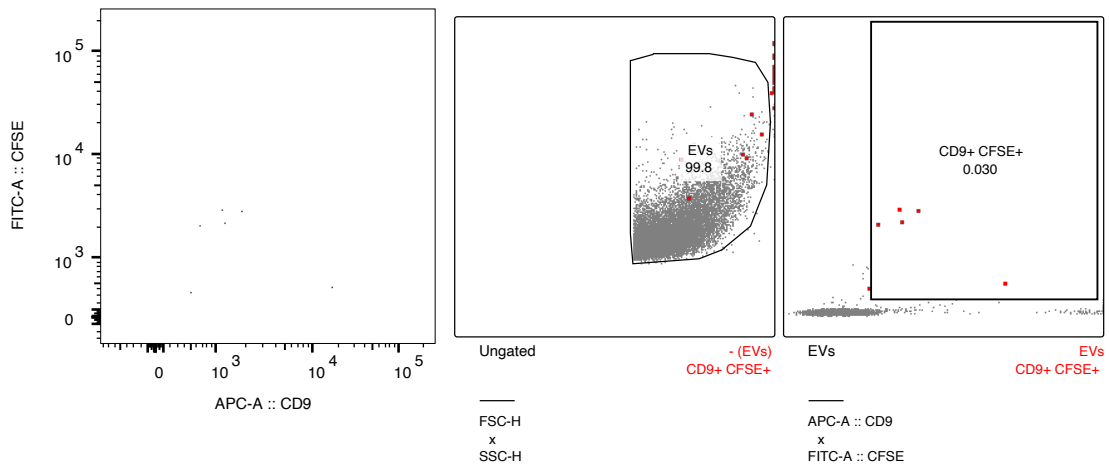 FITC-A :: CFSE
10^5
10^4
10^3
0
0
10^3
10^4
10^5
APC-A :: CD9
EVs
99.8
Ungated
- (EVs)
CD9+ CFSE+
FSC-H
x
SSC-H
CD9+ CFSE+
0.030
EVs
EVs
CD9+ CFSE+
APC-A :: CD9
x
FITC-A :: CFSE